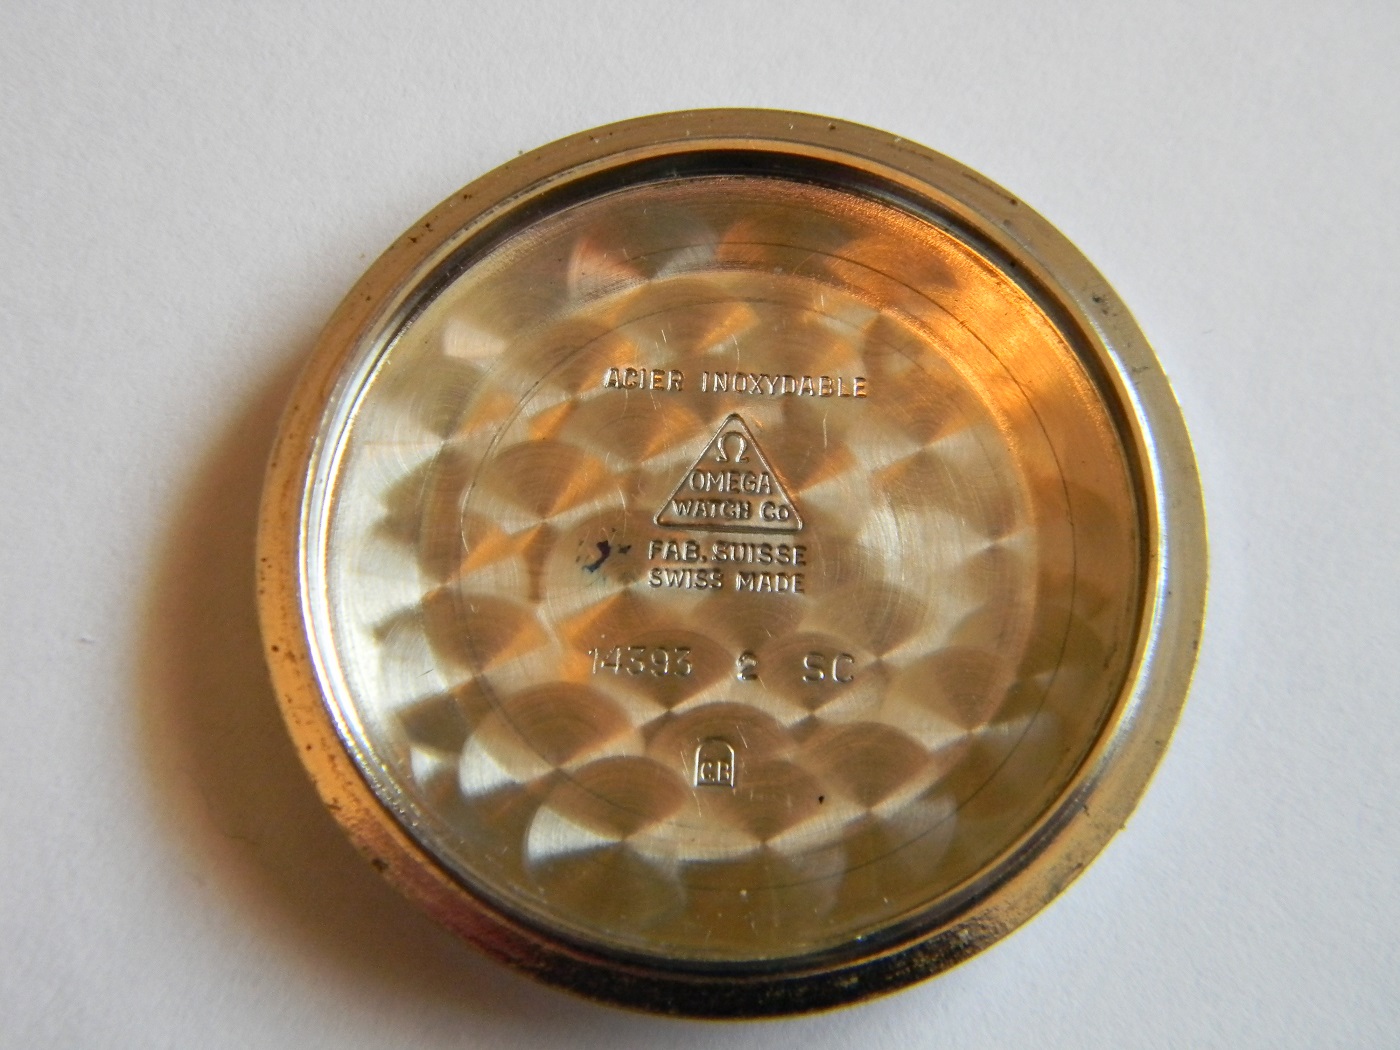 ACIER INOXYDABLE
Ω
OMEGA
WATCH Co
FAB. SUISSE
SWISS MADE
14393 2 SC
C.B